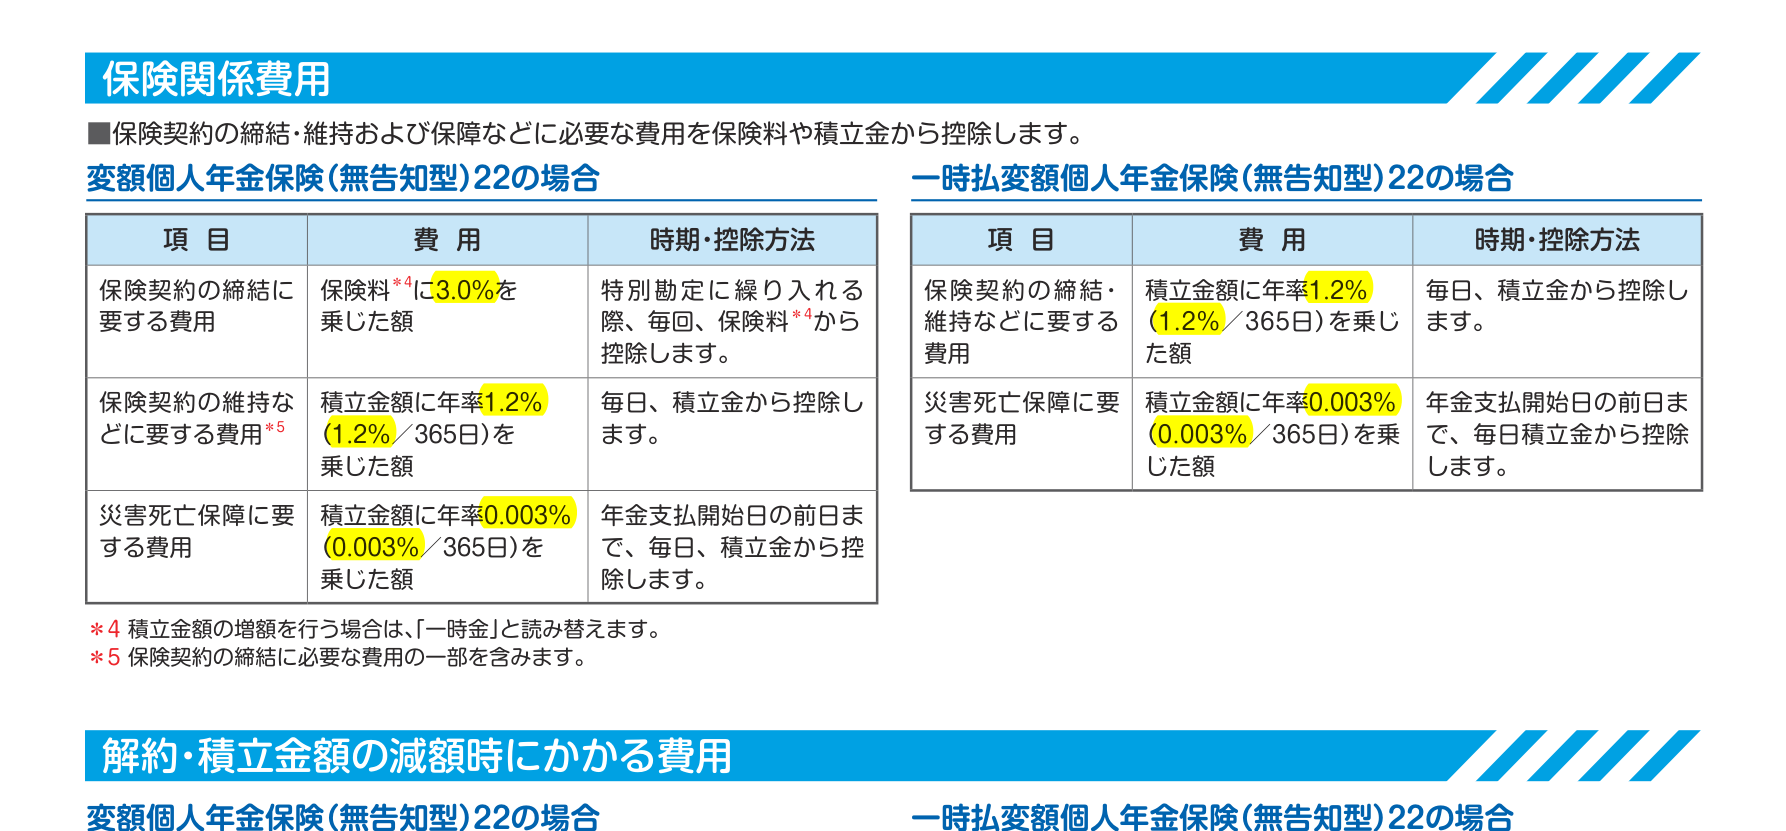 保険関係費用
■保険契約の締結・維持および保障などに必要な費用を保険料や積立金から控除します。
変額個人年金保険(無告知型)22の場合
項 目 費 用 時期・控除方法
保険契約の締結に
要する費用
保険料＊4に3.0%を
乗じた額
特別勘定に繰り入れる
際、毎回、保険料＊4から
控除します。
保険契約の維持な
どに要する費用＊5
積立金額に年率1.2%
(1.2%／365日)を
乗じた額
毎日、積立金から控除し
ます。
災害死亡保障に要
する費用
積立金額に年率0.003%
(0.003%／365日)を
乗じた額
年金支払開始日の前日ま
で、毎日、積立金から控
除します。
＊4 積立金額の増額を行う場合は、「一時金」と読み替えます。
＊5 保険契約の締結に必要な費用の一部を含みます。
一時払変額個人年金保険(無告知型)22の場合
項 目 費 用 時期・控除方法
保険契約の締結・
維持などに要する
費用
積立金額に年率1.2%
(1.2%／365日)を乗じ
た額
毎日、積立金から控除し
ます。
災害死亡保障に要
する費用
積立金額に年率0.003%
(0.003%／365日)を乗
じた額
年金支払開始日の前日ま
で、毎日積立金から控除
します。
解約・積立金額の減額時にかかる費用
変額個人年金保険(無告知型)22の場合
一時払変額個人年金保険(無告知型)22の場合